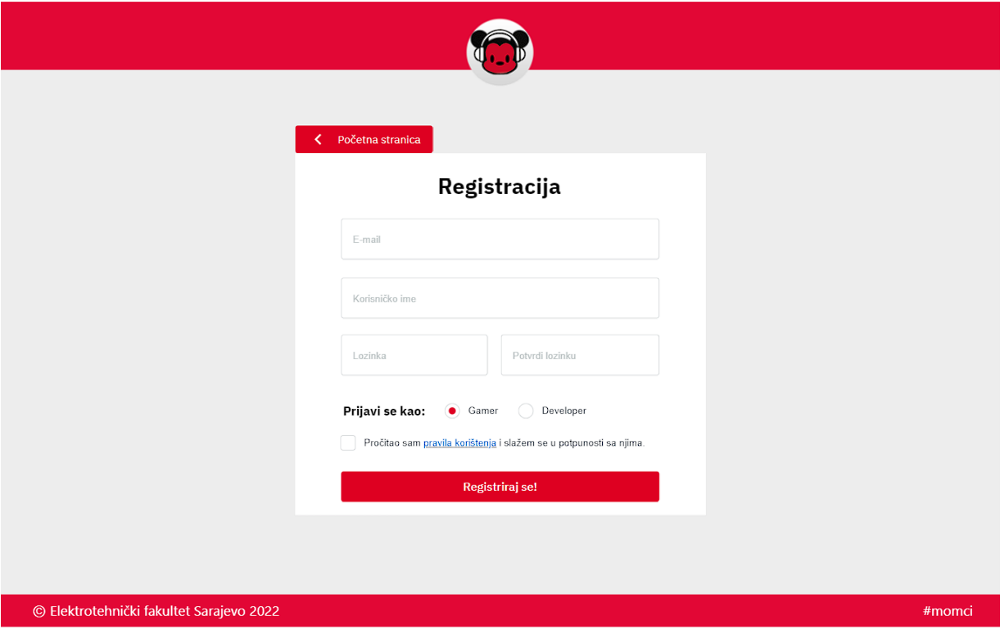 Početna stranica
Registracija
E-mail
Korisničko ime
Lozinka Potvrdi lozinku
Prijavi se kao: Gamer Developer
Pročitao sam pravila korištenja i slažem se u potpunosti sa njima.
Registriraj se!
© Elektrotehnički fakultet Sarajevo 2022 #momci